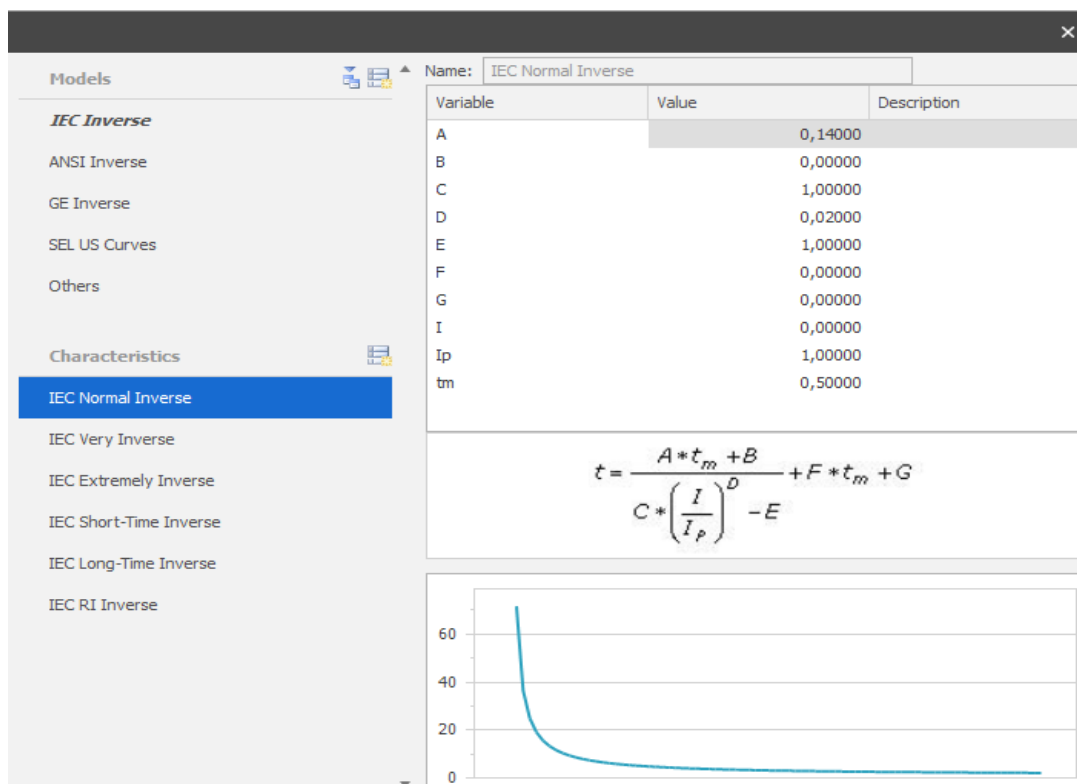 ×
Models
IEC Inverse
ANSI Inverse
GE Inverse
SEL US Curves
Others
Characteristics
IEC Normal Inverse
IEC Very Inverse
IEC Extremely Inverse
IEC Short-Time Inverse
IEC Long-Time Inverse
IEC RI Inverse
Name: IEC Normal Inverse
Variable Value Description
A 0,14000
B 0,00000
C 1,00000
D 0,02000
E 1,00000
F 0,00000
G 0,00000
I 0,00000
Ip 1,00000
tm 0,50000
t = (A * t_m + B) / (C * (I / I_P)^D - E) + F * t_m + G
60
40
20
0